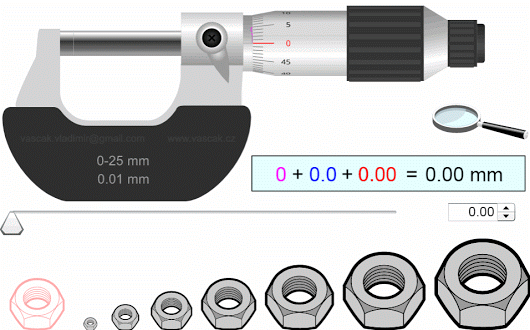 10
5
0
45
40
vascak.vladimir@gmail.com www.vascak.cz
0-25 mm
0.01 mm
0 + 0.0 + 0.00 = 0.00 mm
0.00